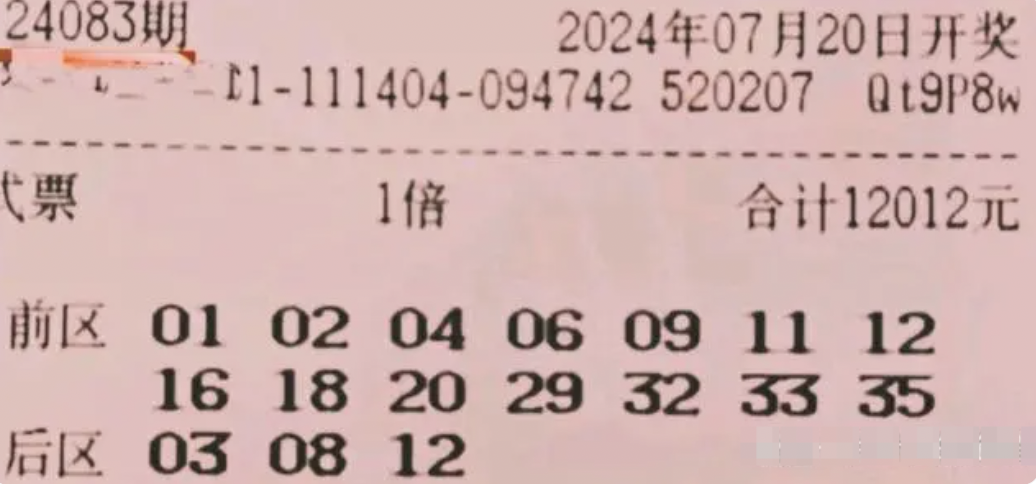 24083期 2024年07月20日开奖
1-111404-094742 520207 Qt9P8w
式票 1倍 合计12012元
前区 01 02 04 06 09 11 12
16 18 20 29 32 33 35
后区 03 08 12